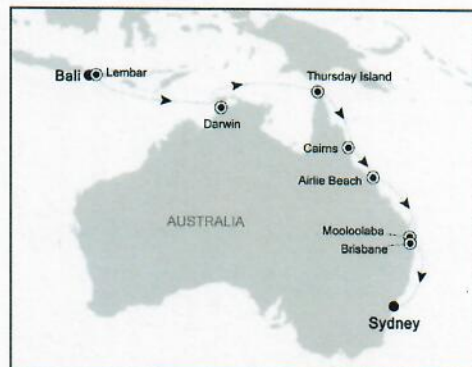 Bali
Lembar
Thursday Island
Darwin
Cairns
Airlie Beach
AUSTRALIA
Mooloolaba
Brisbane
Sydney